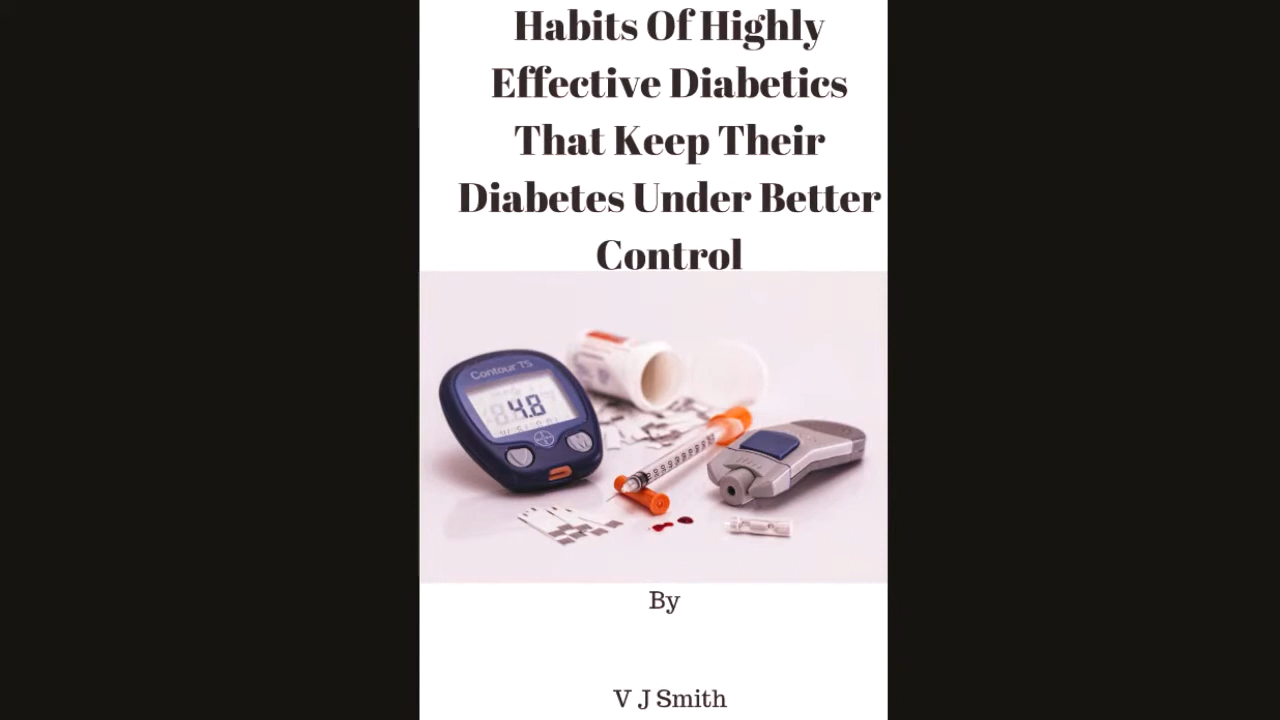 Habits Of Highly
Effective Diabetics
That Keep Their
Diabetes Under Better
Control
Contour TS
4.8
By
V J Smith